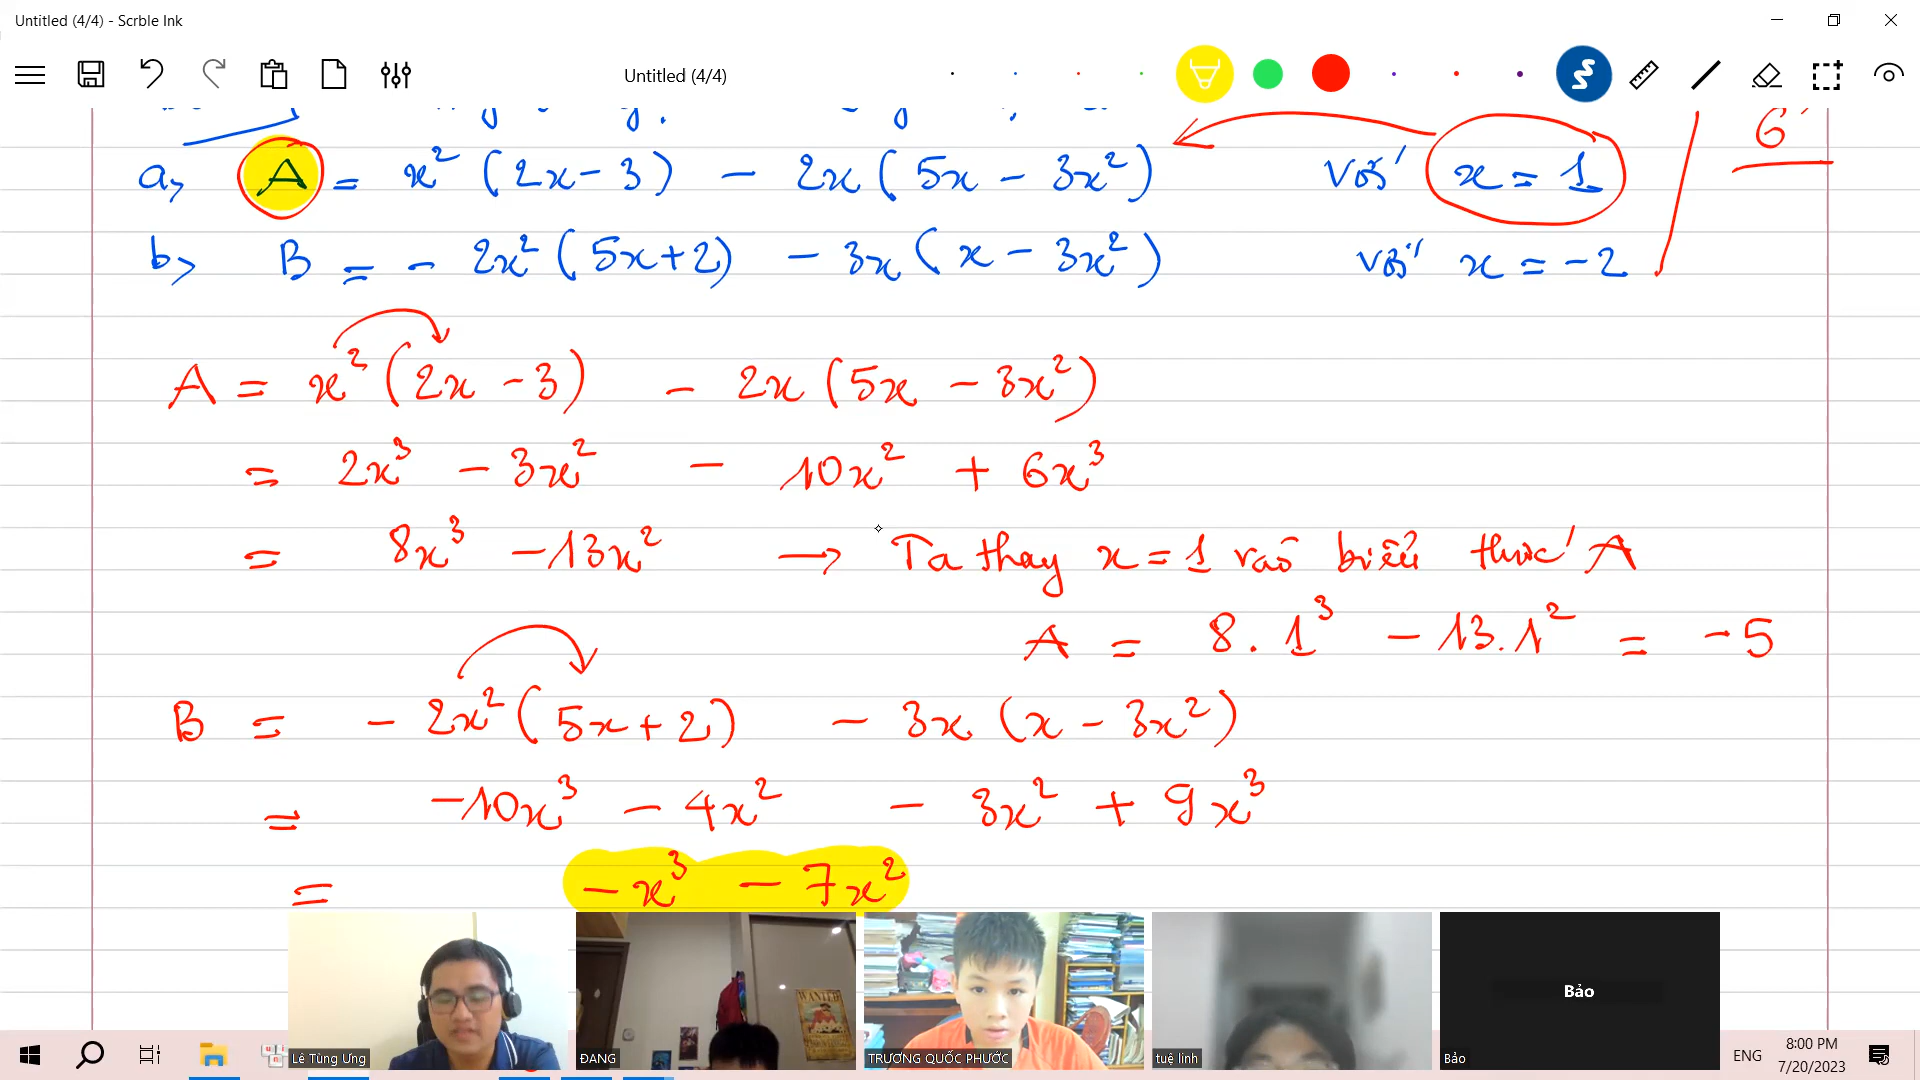 Untitled (4/4) - Scrble Ink
Untitled (4/4)
6'
a, A = x² (2x - 3) - 2x (5x - 3x²) với x = 1
b, B = - 2x² (5x + 2) - 3x (x - 3x²) với x = -2
A = x² (2x - 3) - 2x (5x - 3x²)
= 2x³ - 3x² - 10x² + 6x³
= 8x³ - 13x² → Ta thay x = 1 vào biểu thức A
A = 8 . 1³ - 13 . 1² = -5
B = - 2x² (5x + 2) - 3x (x - 3x²)
= -10x³ - 4x² - 3x² + 9x³
= -x³ - 7x²
WANTED
Bảo
Lê Tùng Ưng
ĐANG
TRƯƠNG QUỐC PHƯỚC
tuệ linh
Bảo
ENG
8:00 PM
7/20/2023